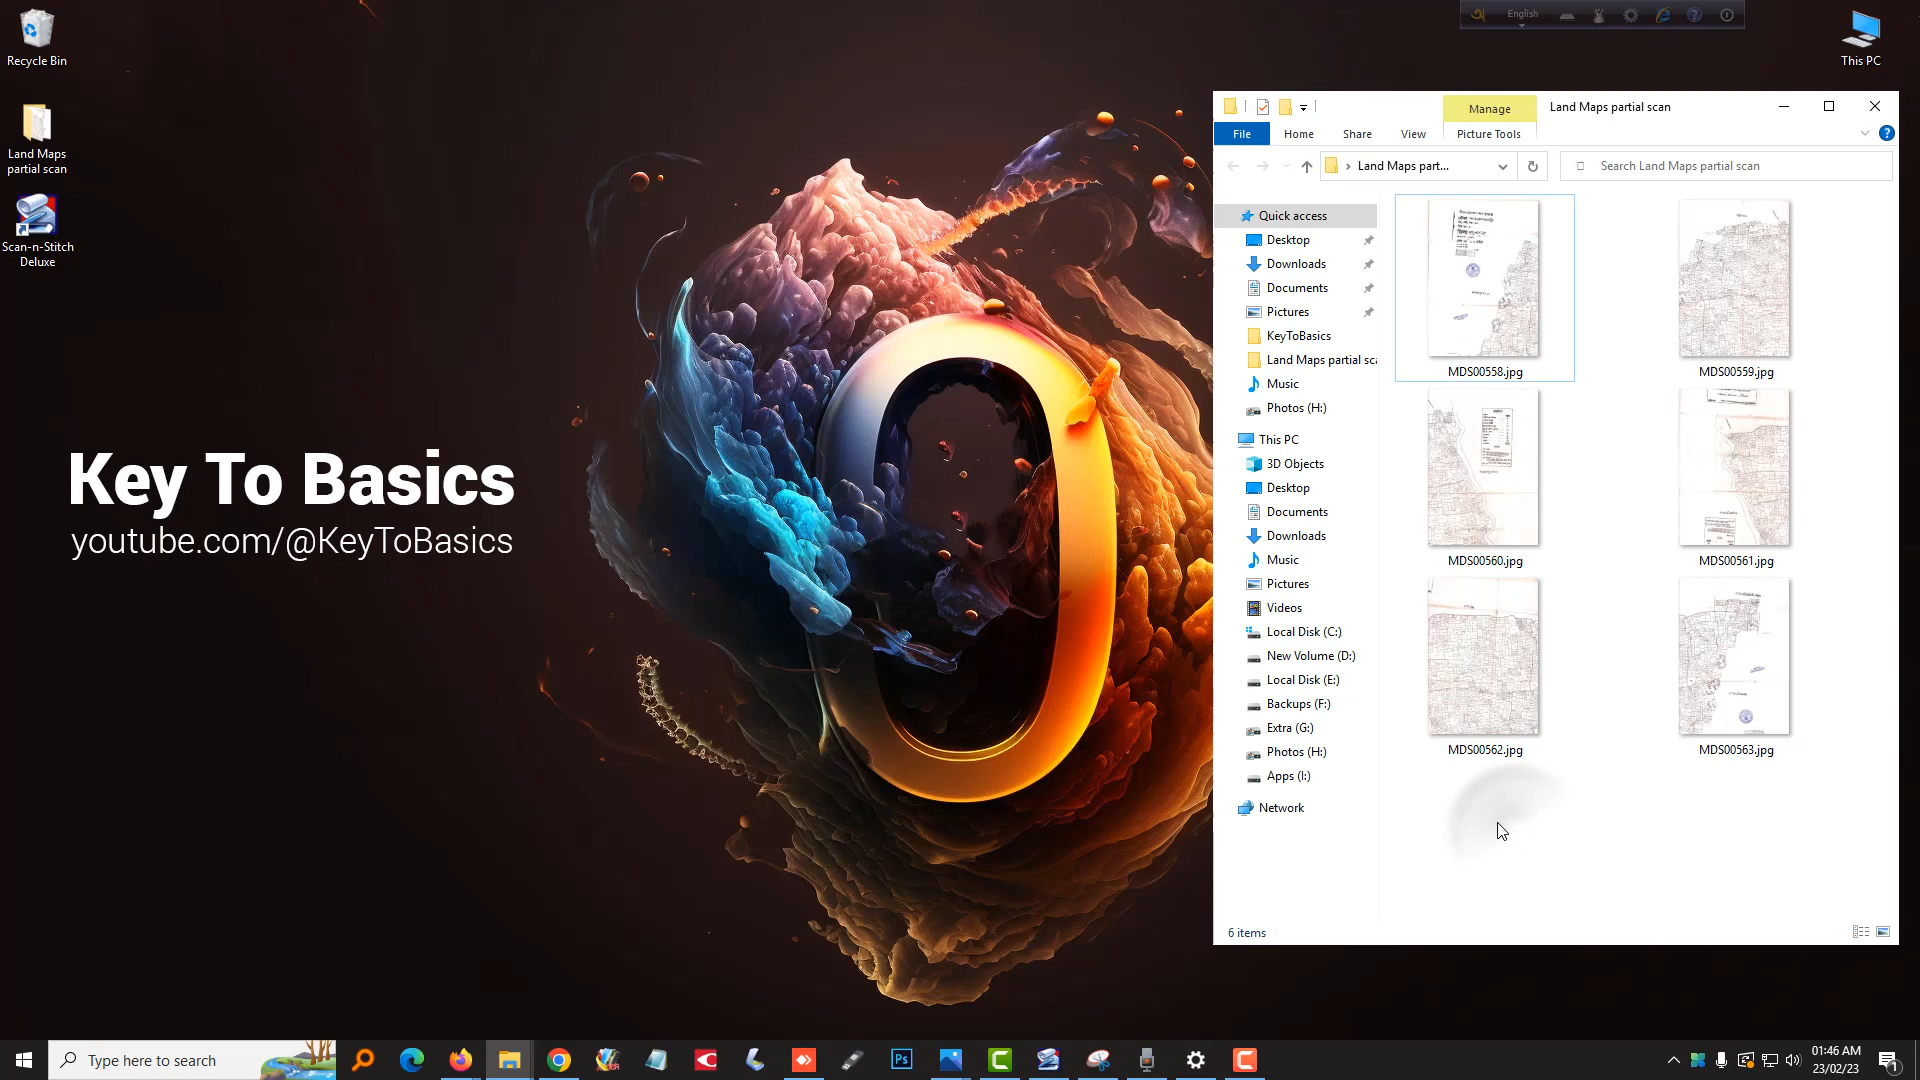 Recycle Bin
Land Maps
partial scan
Scan-n-Stitch
Deluxe
Key To Basics
youtube.com/@KeyToBasics
English
This PC
Manage
Land Maps partial scan
File
Home
Share
View
Picture Tools
Land Maps part...
Search Land Maps partial scan
Quick access
Desktop
Downloads
Documents
Pictures
KeyToBasics
Land Maps partial sca
Music
Photos (H:)
This PC
3D Objects
Desktop
Documents
Downloads
Music
Pictures
Videos
Local Disk (C:)
New Volume (D:)
Local Disk (E:)
Backups (F:)
Extra (G:)
Photos (H:)
Apps (I:)
Network
MDS00558.jpg
MDS00559.jpg
MDS00560.jpg
MDS00561.jpg
MDS00562.jpg
MDS00563.jpg
6 items
Type here to search
Ps
01:46 AM
23/02/23
1